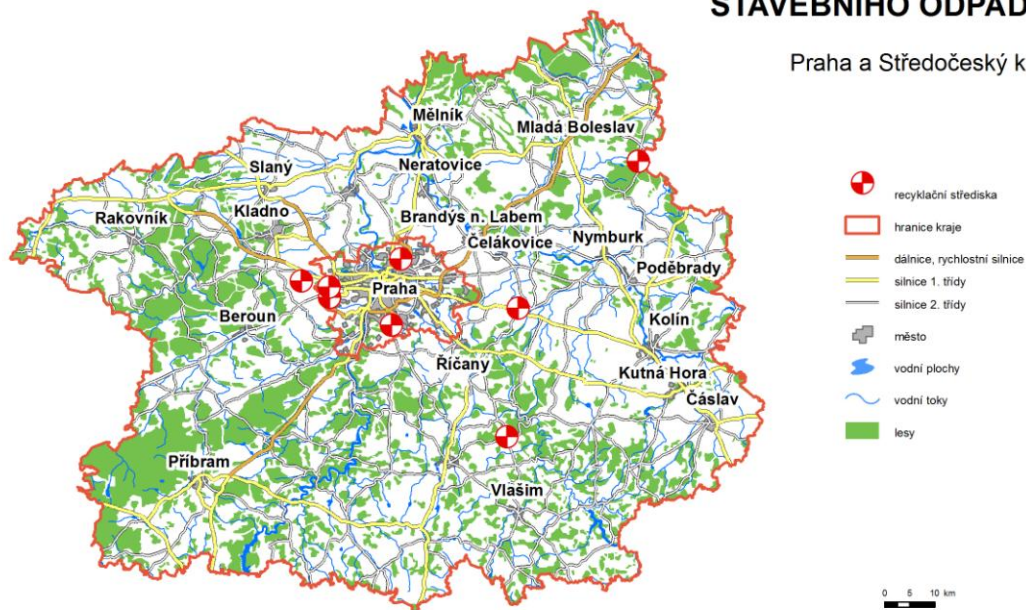 STAVEBNÍHO ODPAD
Praha a Středočeský k
Mělník
Mladá Boleslav
Slaný
Neratovice
Rakovník
Kladno
Brandýs n. Labem
Čelákovice
Nymburk
Poděbrady
Praha
Beroun
Kolín
Říčany
Kutná Hora
Čáslav
Příbram
Vlašim
recyklační střediska
hranice kraje
dálnice, rychlostní silnice
silnice 1. třídy
silnice 2. třídy
město
vodní plochy
vodní toky
lesy
0 5 10 km